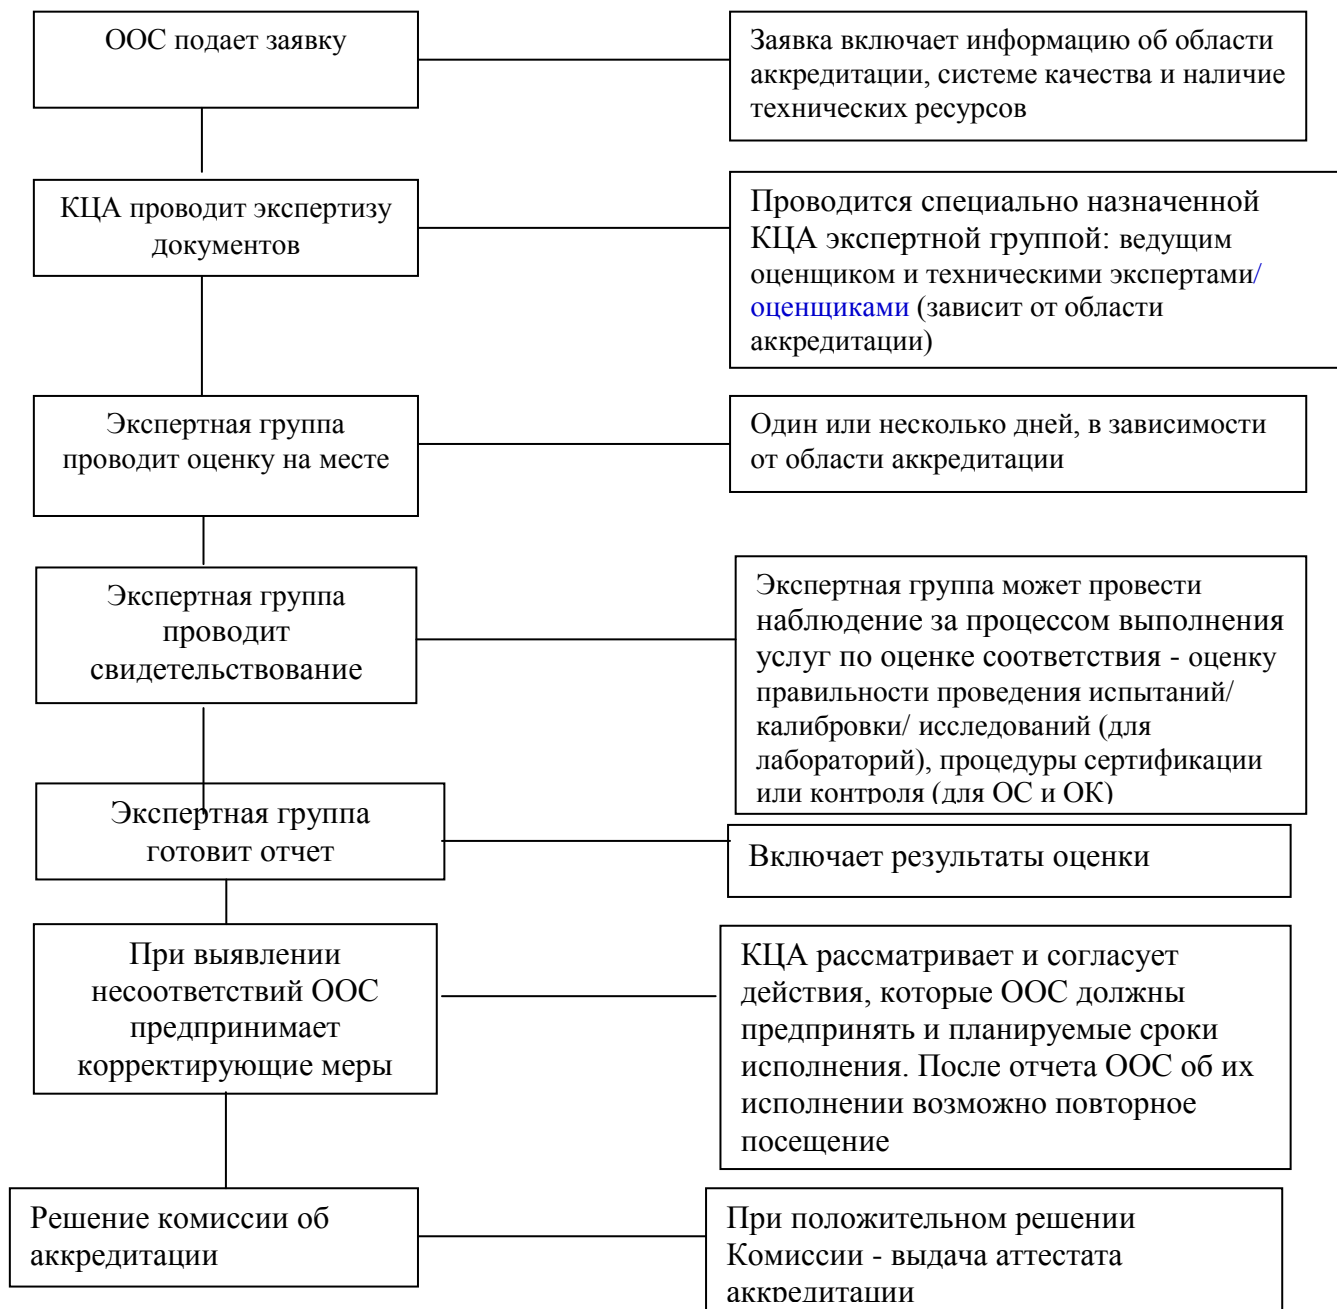 ООС подает заявку
Заявка включает информацию об области
аккредитации, системе качества и наличие
технических ресурсов
КЦА проводит экспертизу
документов
Проводится специально назначенной
КЦА экспертной группой: ведущим
оценщиком и техническими экспертами/
оценщиками (зависит от области
аккредитации)
Экспертная группа
проводит оценку на месте
Один или несколько дней, в зависимости
от области аккредитации
Экспертная группа
проводит
свидетельствование
Экспертная группа может провести
наблюдение за процессом выполнения
услуг по оценке соответствия - оценку
правильности проведения испытаний/
калибровки/ исследований (для
лабораторий), процедуры сертификации
или контроля (для ОС и ОК)
Экспертная группа
готовит отчет
Включает результаты оценки
При выявлении
несоответствий ООС
предпринимает
корректирующие меры
КЦА рассматривает и согласует
действия, которые ООС должны
предпринять и планируемые сроки
исполнения. После отчета ООС об их
исполнении возможно повторное
посещение
Решение комиссии об
аккредитации
При положительном решении
Комиссии - выдача аттестата
аккредитации